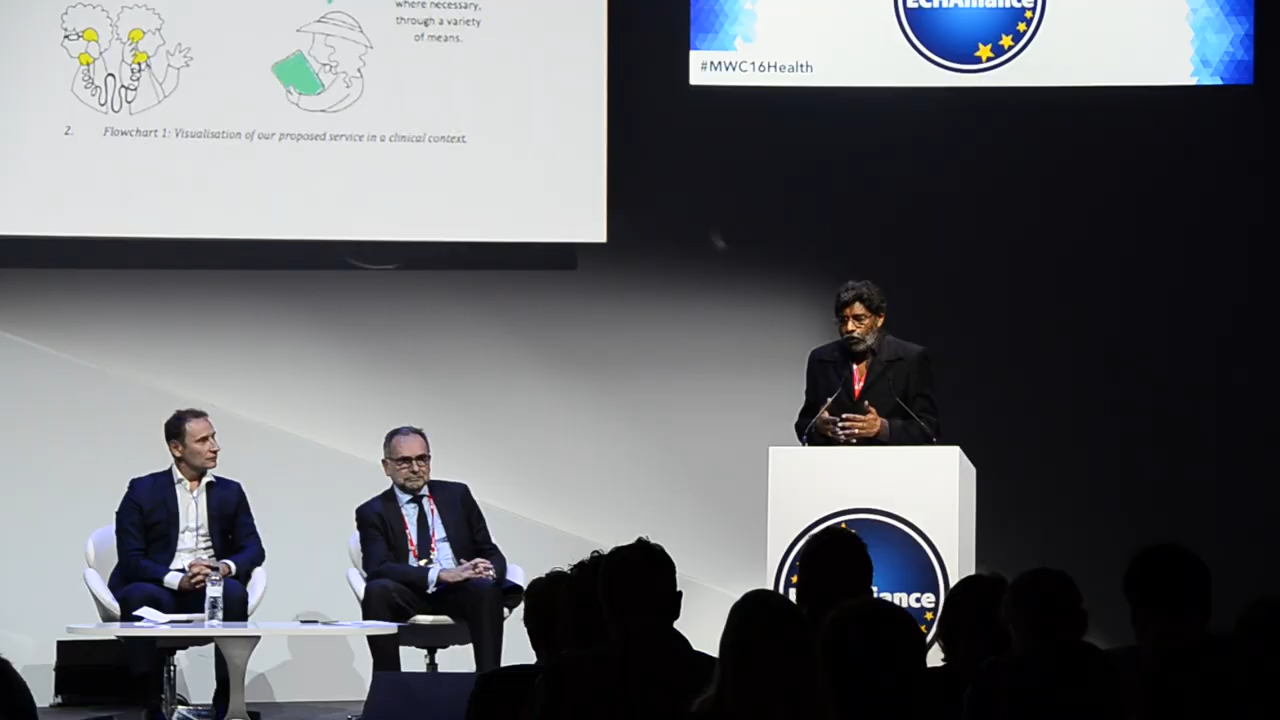 where necessary,
through a variety
of means.
2. Flowchart 1: Visualisation of our proposed service in a clinical context.
ECHAlliance
#MWC16Health
iance